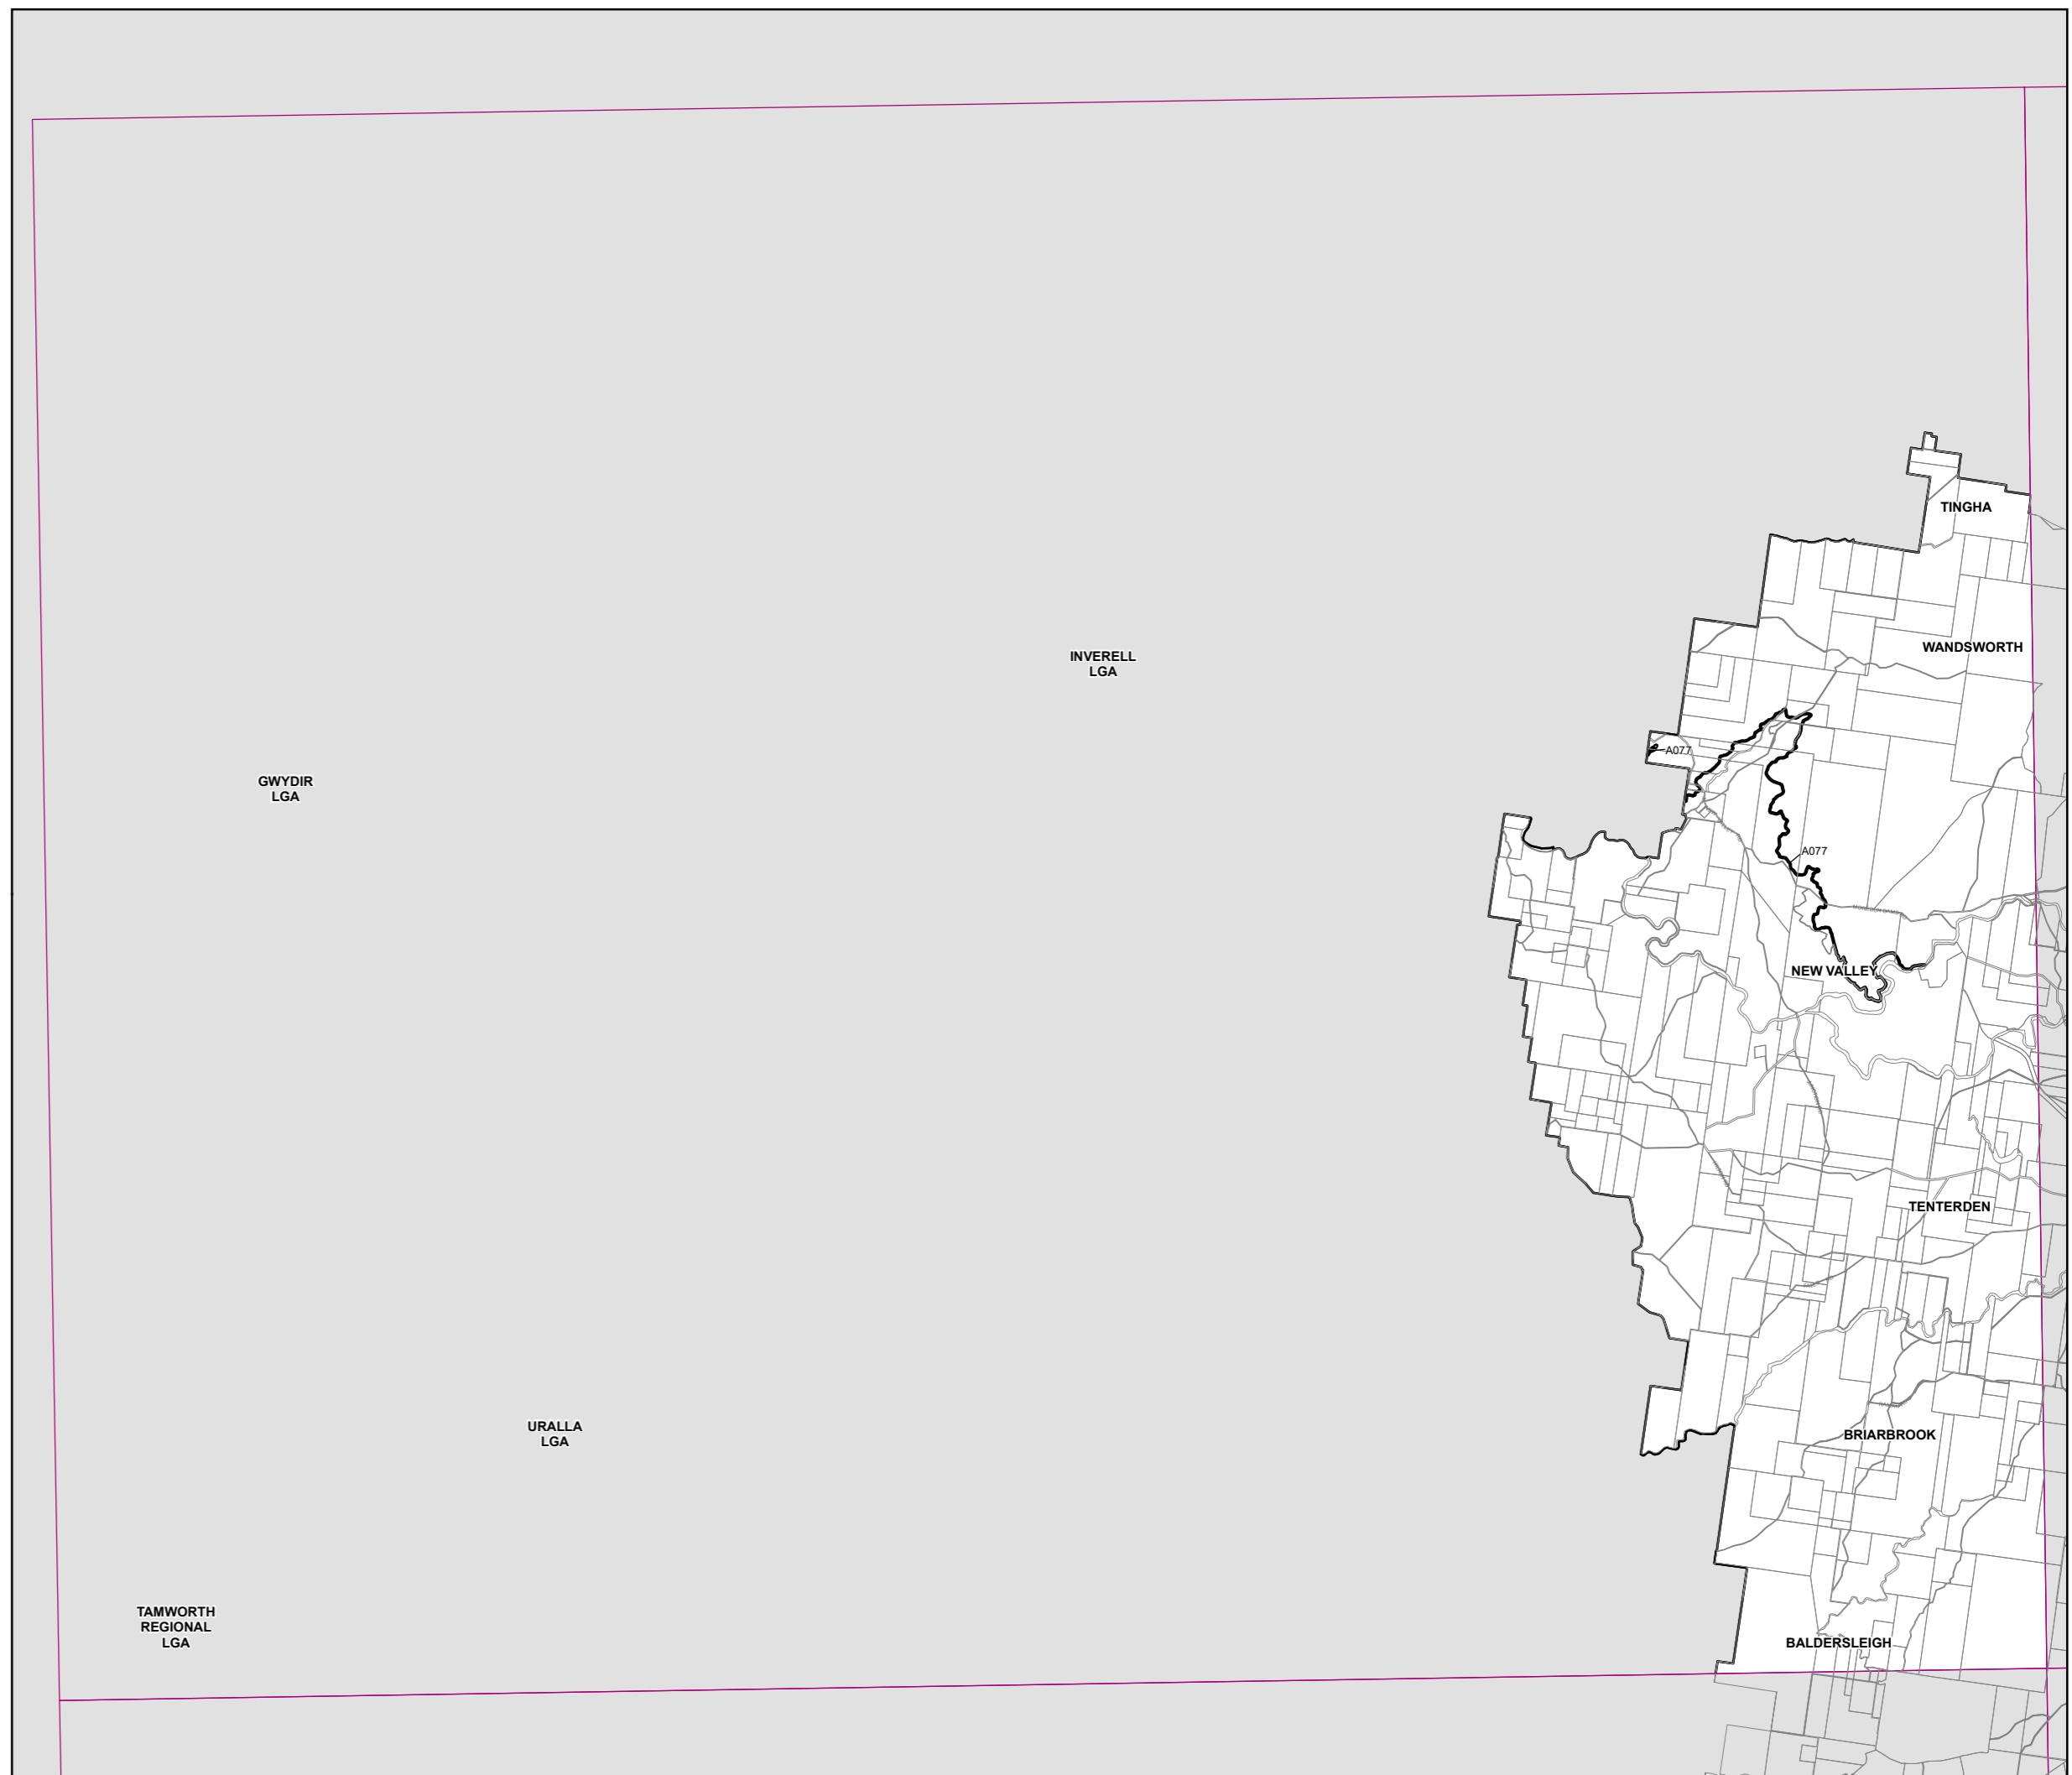 TINGHA
WANDSWORTH
INVERELL
LGA
A077
GWYDIR
LGA
A077
NEW VALLEY
TENTERDEN
URALLA
LGA
BRIARBROOK
TAMWORTH
REGIONAL
LGA
BALDERSLEIGH